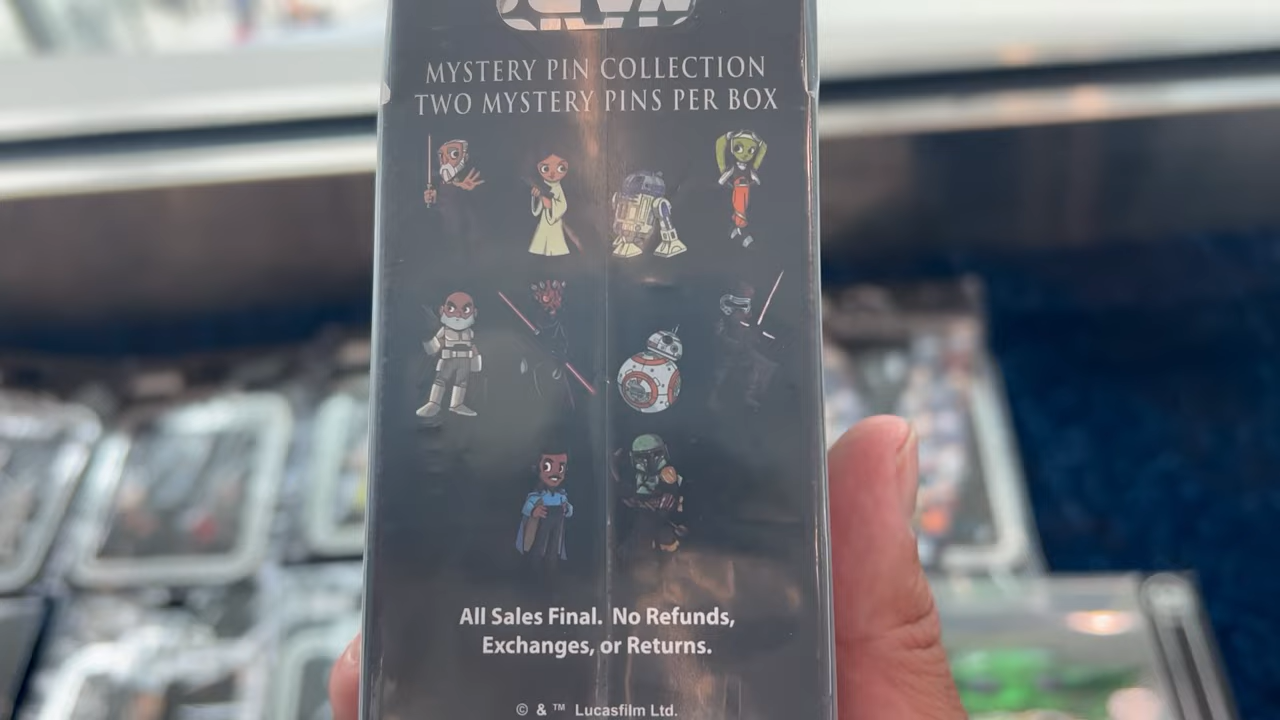 MYSTERY PIN COLLECTION
TWO MYSTERY PINS PER BOX
All Sales Final. No Refunds,
Exchanges, or Returns.
© & ™ Lucasfilm Ltd.